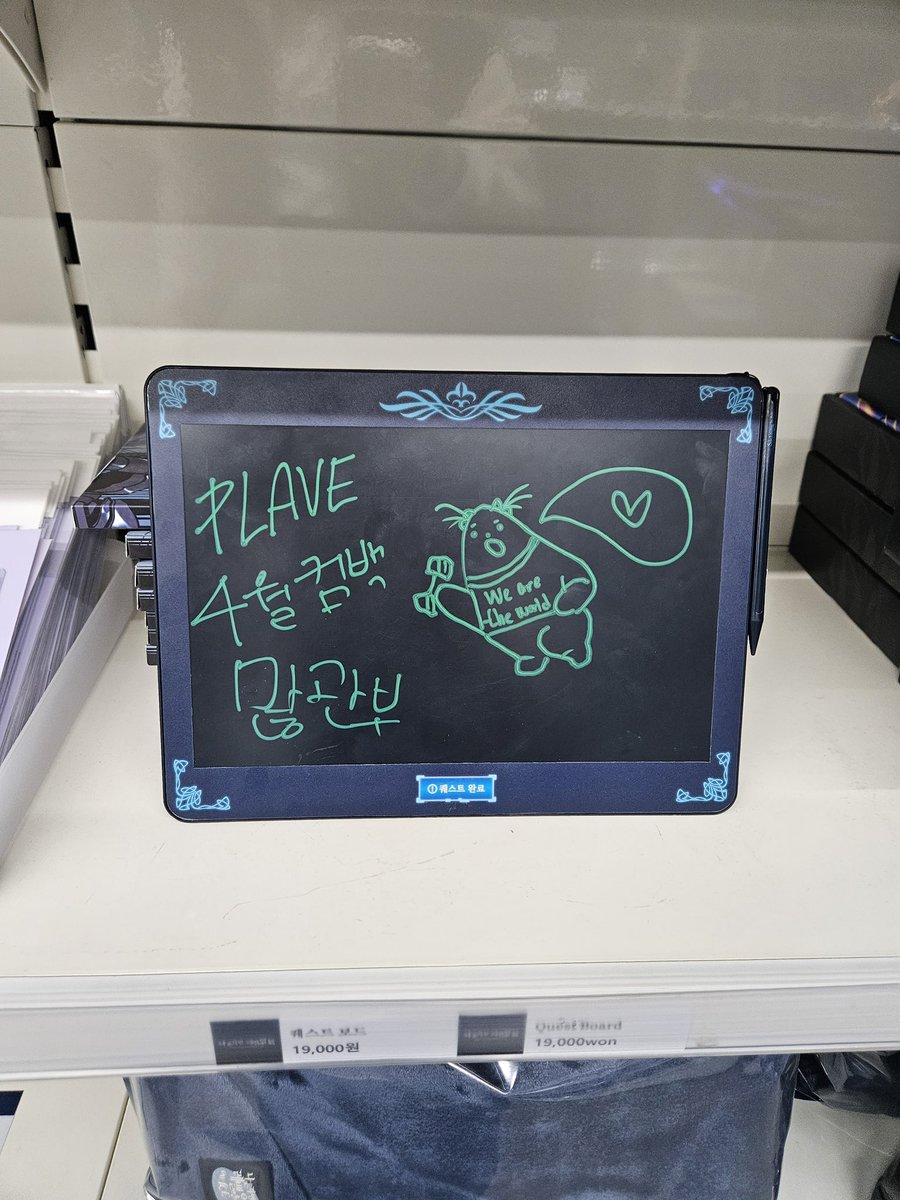 PLAVE
4월 컴백
많관부
We are
the world
① 퀘스트 완료
퀘스트 보드
19,000원
Quest Board
19,000won